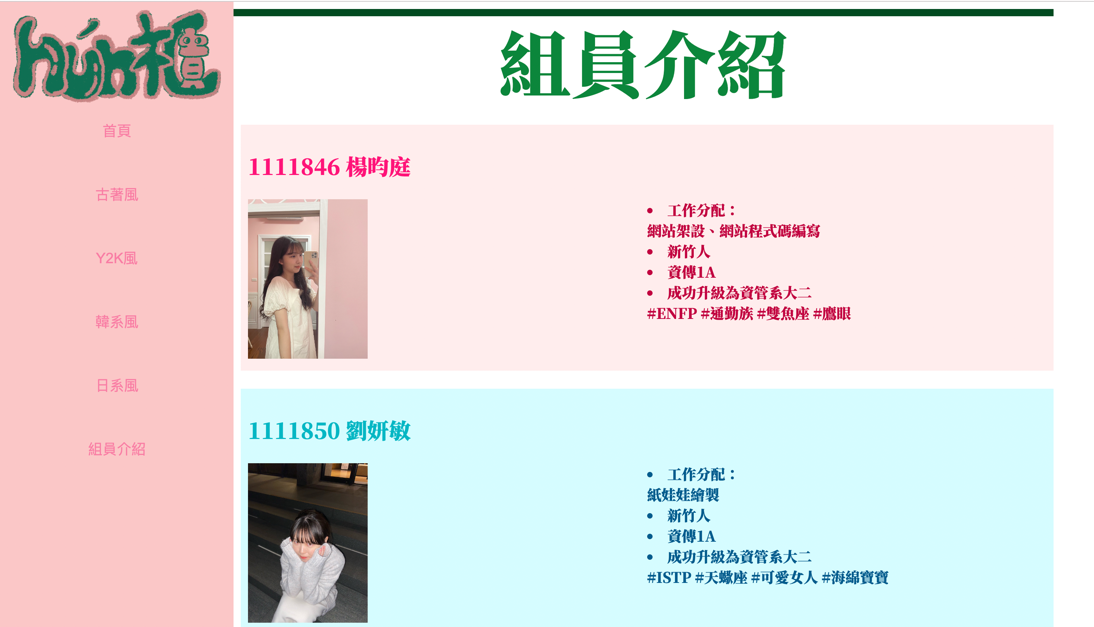 hún櫃
組員介紹
首頁
古著風
Y2K風
韓系風
日系風
組員介紹
1111846 楊昀庭
工作分配：
網站架設、網站程式碼編寫
新竹人
資傳1A
成功升級為資管系大二
#ENFP #通勤族 #雙魚座 #鷹眼
1111850 劉妍敏
工作分配：
紙娃娃繪製
新竹人
資傳1A
成功升級為資管系大二
#ISTP #天蠍座 #可愛女人 #海綿寶寶